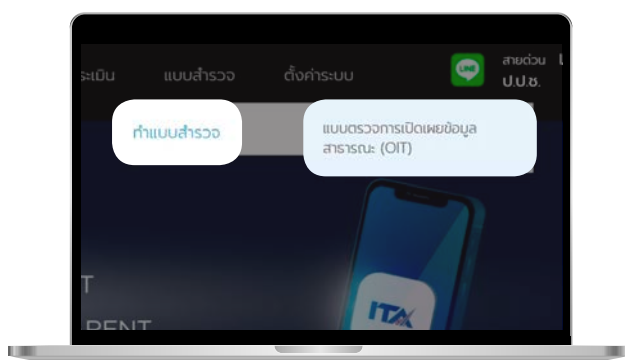 ระเมิน แบบสำรวจ ตั้งค่าระบบ LINE สายด่วน
ป.ป.ช.
ทำแบบสำรวจ
แบบตรวจการเปิดเผยข้อมูล
สาธารณะ (OIT)
ITA
T
RENT